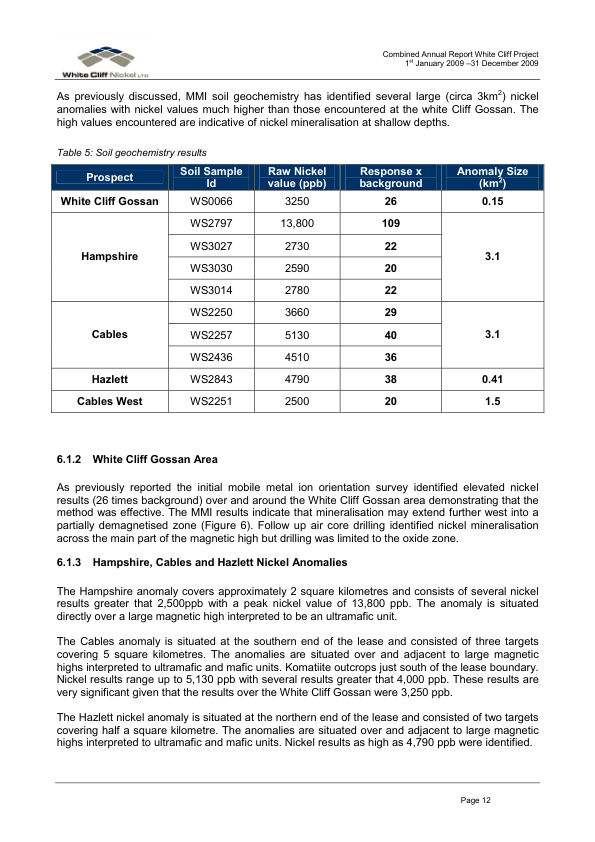 White Cliff Nickel LTD
Combined Annual Report White Cliff Project
1st January 2009 –31 December 2009
As previously discussed, MMI soil geochemistry has identified several large (circa 3km2) nickel
anomalies with nickel values much higher than those encountered at the white Cliff Gossan. The
high values encountered are indicative of nickel mineralisation at shallow depths.
Table 5: Soil geochemistry results
Prospect Soil Sample Id Raw Nickel value (ppb) Response x background Anomaly Size (km2)
White Cliff Gossan WS0066 3250 26 0.15
Hampshire WS2797 13,800 109 3.1
WS3027 2730 22
WS3030 2590 20
WS3014 2780 22
Cables WS2250 3660 29 3.1
WS2257 5130 40
WS2436 4510 36
Hazlett WS2843 4790 38 0.41
Cables West WS2251 2500 20 1.5
6.1.2 White Cliff Gossan Area
As previously reported the initial mobile metal ion orientation survey identified elevated nickel
results (26 times background) over and around the White Cliff Gossan area demonstrating that the
method was effective. The MMI results indicate that mineralisation may extend further west into a
partially demagnetised zone (Figure 6). Follow up air core drilling identified nickel mineralisation
across the main part of the magnetic high but drilling was limited to the oxide zone.
6.1.3 Hampshire, Cables and Hazlett Nickel Anomalies
The Hampshire anomaly covers approximately 2 square kilometres and consists of several nickel
results greater that 2,500ppb with a peak nickel value of 13,800 ppb. The anomaly is situated
directly over a large magnetic high interpreted to be an ultramafic unit.
The Cables anomaly is situated at the southern end of the lease and consisted of three targets
covering 5 square kilometres. The anomalies are situated over and adjacent to large magnetic
highs interpreted to ultramafic and mafic units. Komatiite outcrops just south of the lease boundary.
Nickel results range up to 5,130 ppb with several results greater that 4,000 ppb. These results are
very significant given that the results over the White Cliff Gossan were 3,250 ppb.
The Hazlett nickel anomaly is situated at the northern end of the lease and consisted of two targets
covering half a square kilometre. The anomalies are situated over and adjacent to large magnetic
highs interpreted to ultramafic and mafic units. Nickel results as high as 4,790 ppb were identified.
Page 12